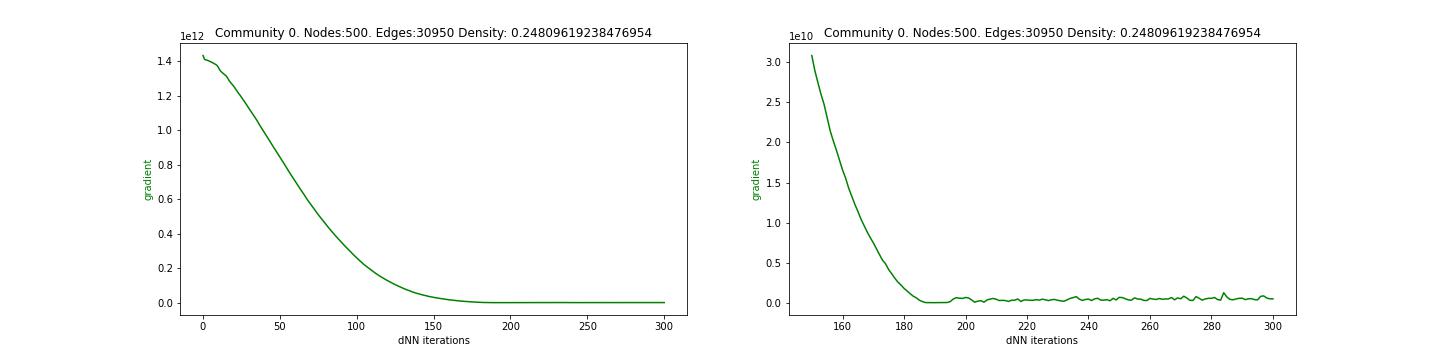 Community 0. Nodes:500. Edges:30950 Density: 0.24809619238476954
1e12
1.4
1.2
1.0
0.8
0.6
0.4
0.2
0.0
gradient
0 50 100 150 200 250 300
dNN iterations
Community 0. Nodes:500. Edges:30950 Density: 0.24809619238476954
1e10
3.0
2.5
2.0
1.5
1.0
0.5
0.0
gradient
160 180 200 220 240 260 280 300
dNN iterations